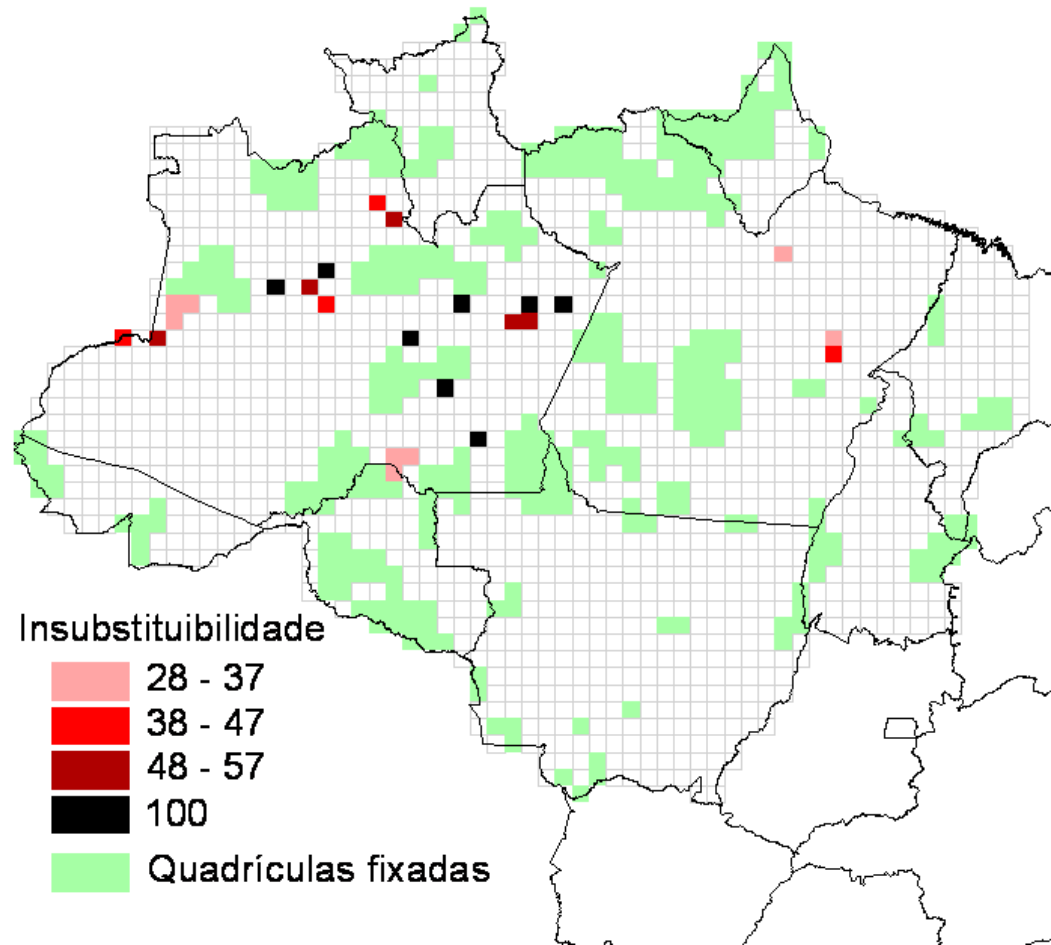 Insubstituibilidade
28 - 37
38 - 47
48 - 57
100
Quadrículas fixadas